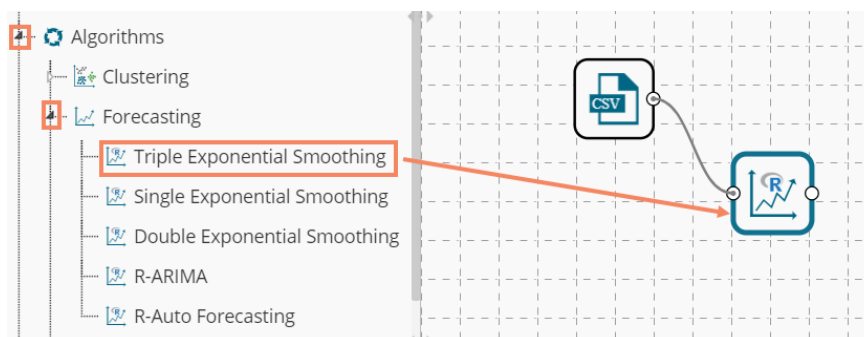 Algorithms
Clustering
Forecasting
Triple Exponential Smoothing
Single Exponential Smoothing
Double Exponential Smoothing
R-ARIMA
R-Auto Forecasting
CSV
R